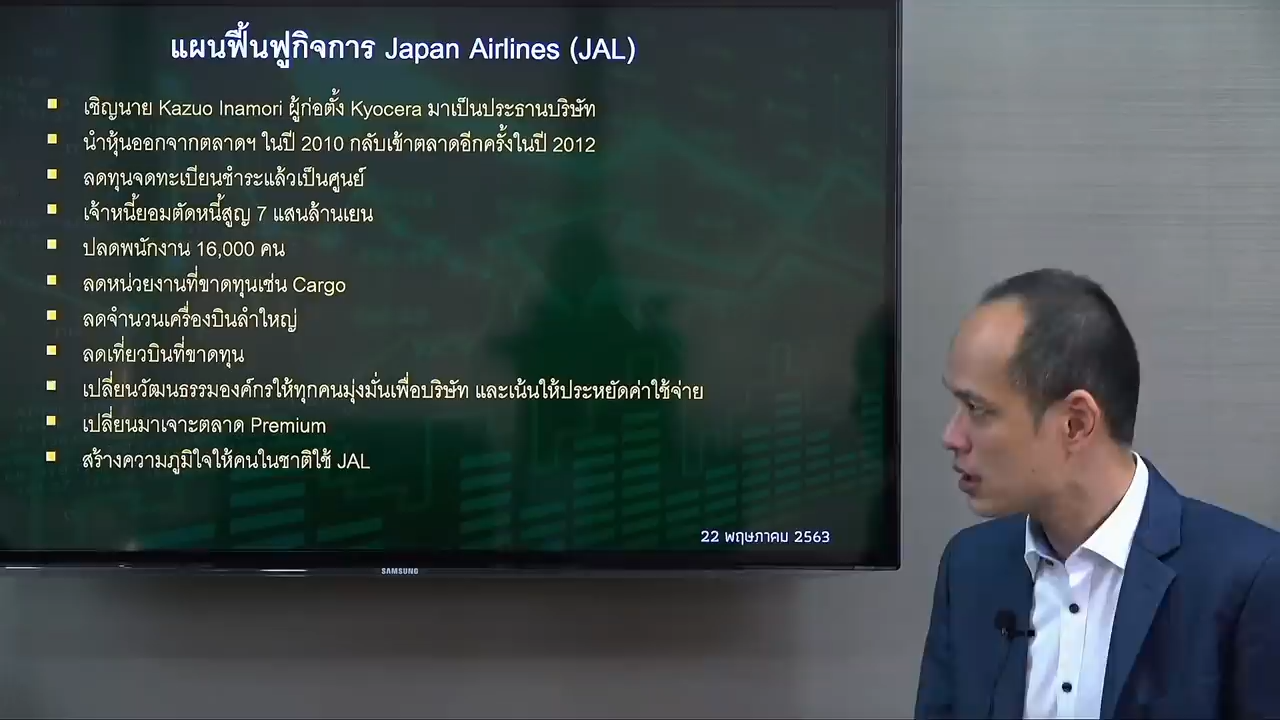 แผนฟื้นฟูกิจการ Japan Airlines (JAL)
เชิญนาย Kazuo Inamori ผู้ก่อตั้ง Kyocera มาเป็นประธานบริษัท
นำหุ้นออกจากตลาดฯ ในปี 2010 กลับเข้าตลาดอีกครั้งในปี 2012
ลดทุนจดทะเบียนชำระแล้วเป็นศูนย์
เจ้าหนี้ยอมตัดหนี้สูญ 7 แสนล้านเยน
ปลดพนักงาน 16,000 คน
ลดหน่วยงานที่ขาดทุนเช่น Cargo
ลดจำนวนเครื่องบินลำใหญ่
ลดเที่ยวบินที่ขาดทุน
เปลี่ยนวัฒนธรรมองค์กรให้ทุกคนมุ่งมั่นเพื่อบริษัท และเน้นให้ประหยัดค่าใช้จ่าย
เปลี่ยนมาเจาะตลาด Premium
สร้างความภูมิใจให้คนในชาติใช้ JAL
22 พฤษภาคม 2563
SAMSUNG